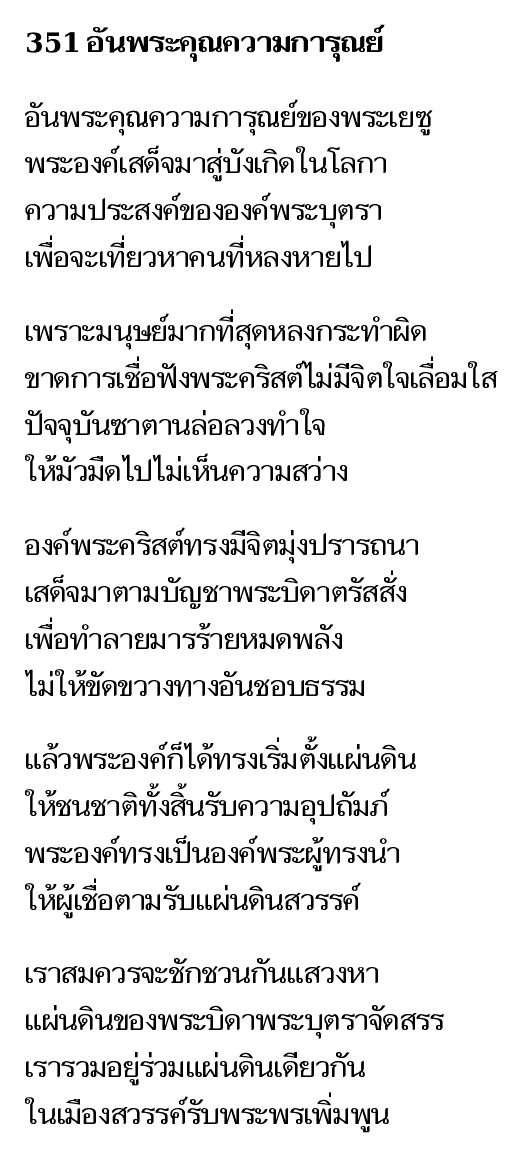 351 อันพระคุณความการุณย์
อันพระคุณความการุณย์ของพระเยซู
พระองค์เสด็จมาสู่บังเกิดในโลกา
ความประสงค์ขององค์พระบุตรา
เพื่อจะเที่ยวหาคนที่หลงหายไป
เพราะมนุษย์มากที่สุดหลงกระทำผิด
ขาดการเชื่อฟังพระคริสต์ไม่มีจิตใจเลื่อมใส
ปัจจุบันซาตานล่อลวงทำใจ
ให้มัวมืดไปไม่เห็นความสว่าง
องค์พระคริสต์ทรงมีจิตมุ่งปรารถนา
เสด็จมาตามบัญชาพระบิดาตรัสสั่ง
เพื่อทำลายมารร้ายหมดพลัง
ไม่ให้ขัดขวางทางอันชอบธรรม
แล้วพระองค์ก็ได้ทรงเริ่มตั้งแผ่นดิน
ให้ชนชาติทั้งสิ้นรับความอุปถัมภ์
พระองค์ทรงเป็นองค์พระผู้ทรงนำ
ให้ผู้เชื่อตามรับแผ่นดินสวรรค์
เราสมควรจะชักชวนกันแสวงหา
แผ่นดินของพระบิดาพระบุตราจัดสรร
เรารวมอยู่ร่วมแผ่นดินเดียวกัน
ในเมืองสวรรค์รับพระพรเพิ่มพูน